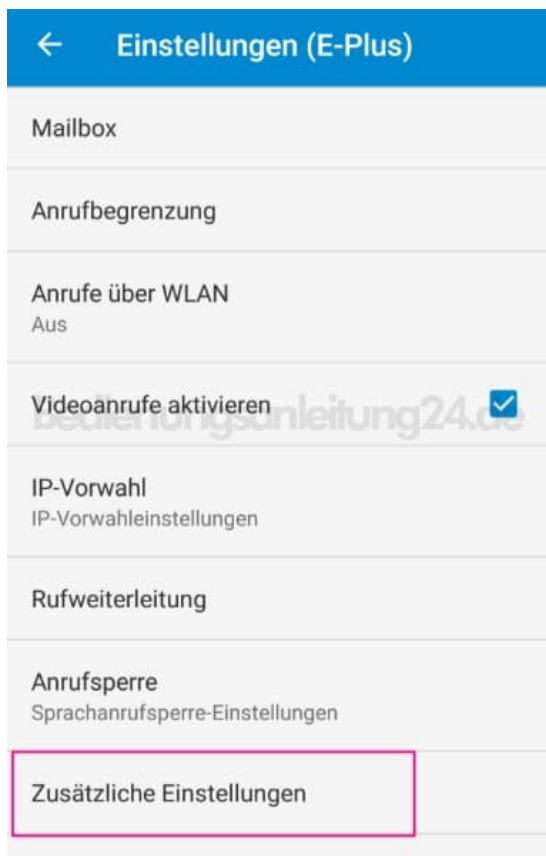 Einstellungen (E-Plus)
Mailbox
Anrufbegrenzung
Anrufe über WLAN
Aus
Videoanrufe aktivieren
Bedienungsanleitung24.de
IP-Vorwahl
IP-Vorwahleinstellungen
Rufweiterleitung
Anrufsperre
Sprachanrufsperre-Einstellungen
Zusätzliche Einstellungen